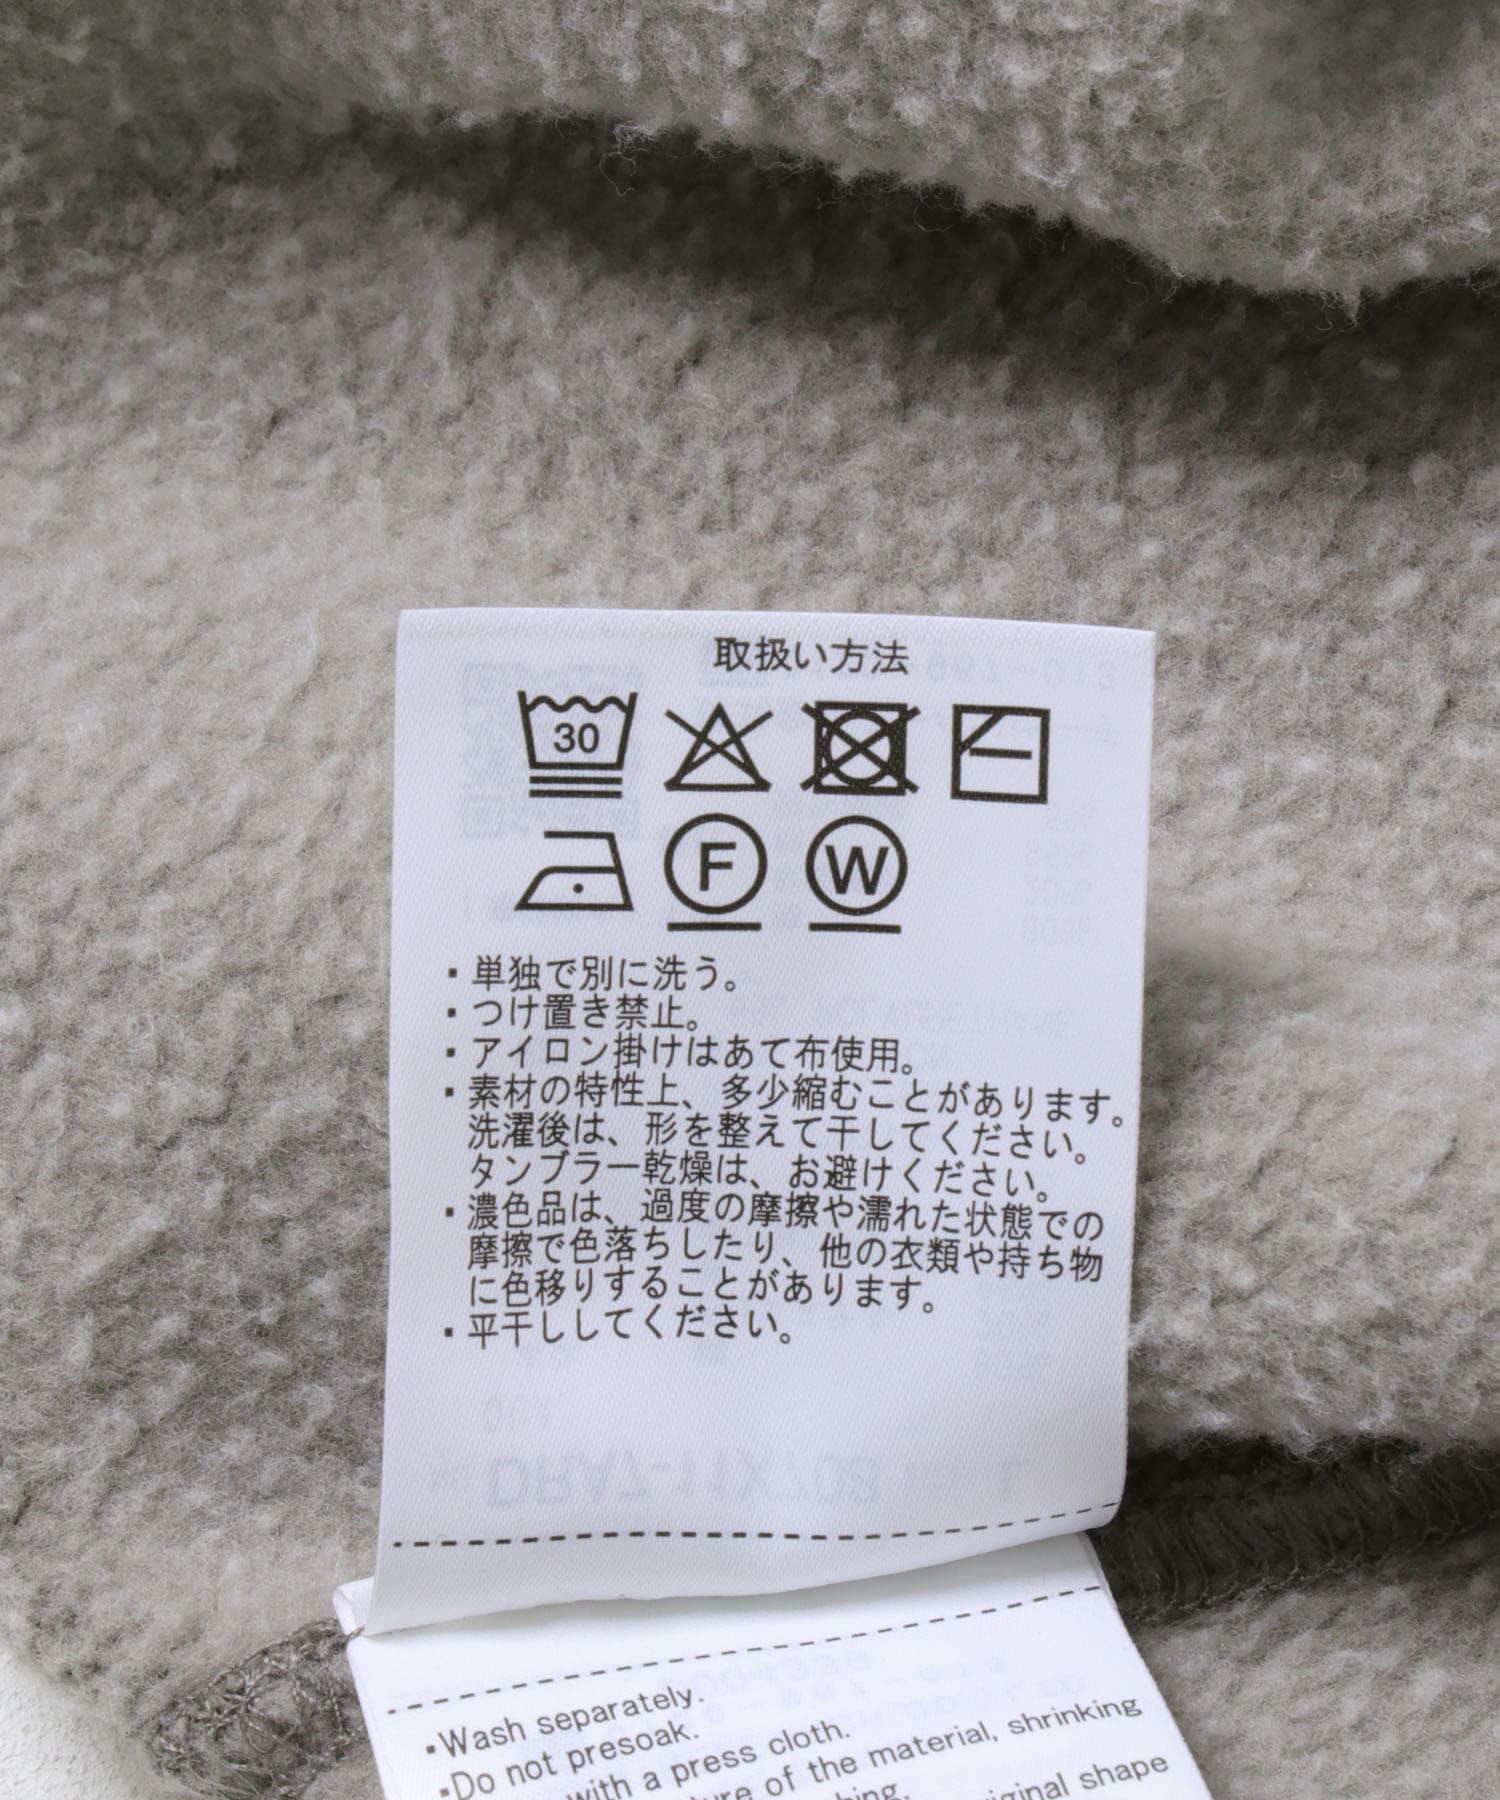 取扱い方法
30
F W
・単独で別に洗う。
・つけ置き禁止。
・アイロン掛けはあて布使用。
・素材の特性上、多少縮むことがあります。
洗濯後は、形を整えて干してください。
タンブラー乾燥は、お避けください。
・濃色品は、過度の摩擦や濡れた状態での
摩擦で色落ちしたり、他の衣類や持ち物
に色移りすることがあります。
・平干ししてください。
▪Wash separately.
▪Do not presoak.
with a press cloth.
of the material, shrinking
original shape